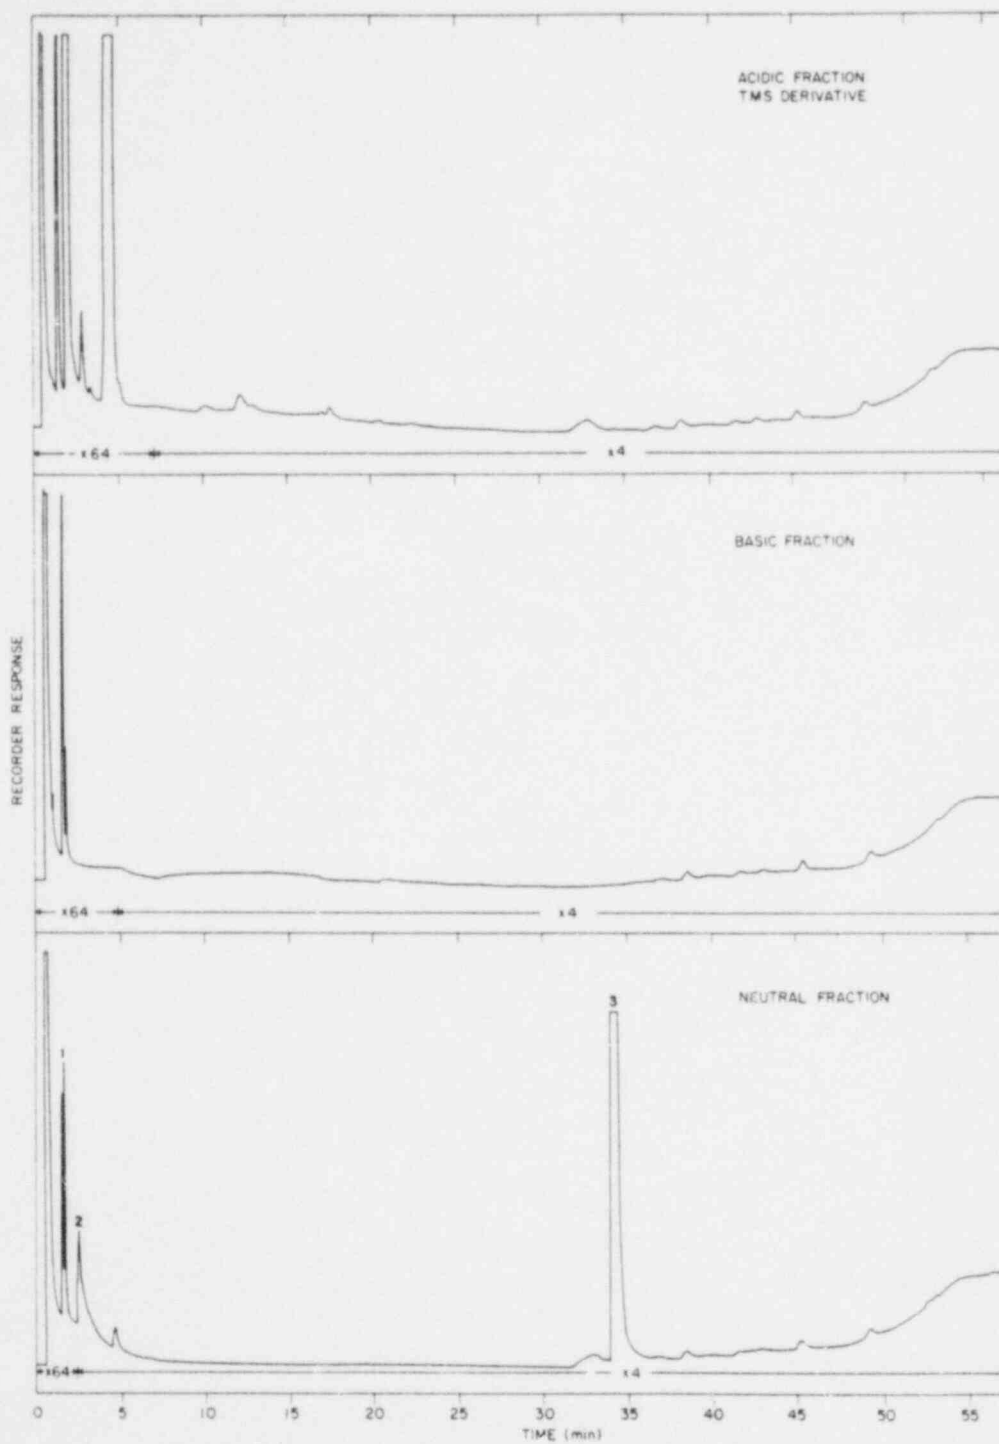 ACIDIC FRACTION
TMS DERIVATIVE
x64
x4
BASIC FRACTION
RECORDER RESPONSE
x64
x4
NEUTRAL FRACTION
3
1
2
x64
x4
0 5 10 15 20 25 30 35 40 45 50 55
TIME (min)